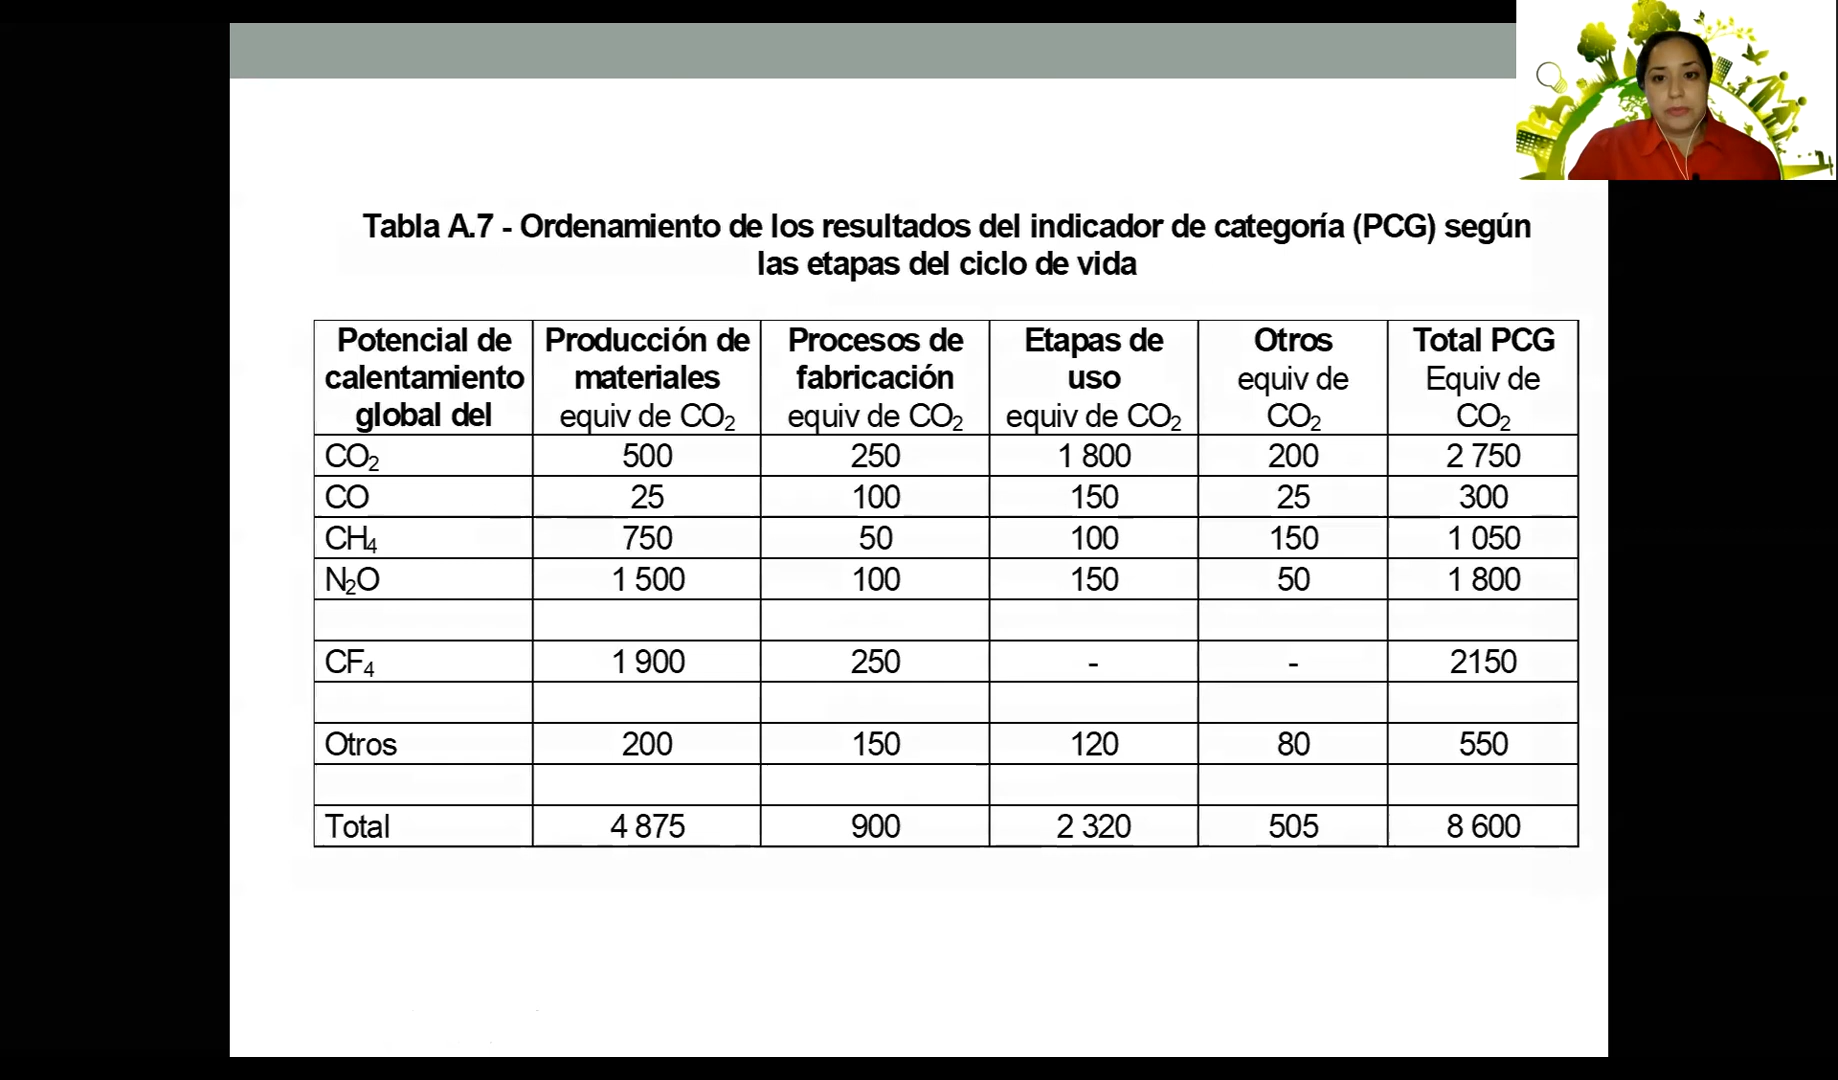 Tabla A.7 - Ordenamiento de los resultados del indicador de categoría (PCG) según
las etapas del ciclo de vida
Potencial de calentamiento global del | Producción de materiales equiv de CO₂ | Procesos de fabricación equiv de CO₂ | Etapas de uso equiv de CO₂ | Otros equiv de CO₂ | Total PCG Equiv de CO₂
CO₂ | 500 | 250 | 1 800 | 200 | 2 750
CO | 25 | 100 | 150 | 25 | 300
CH₄ | 750 | 50 | 100 | 150 | 1 050
N₂O | 1 500 | 100 | 150 | 50 | 1 800
CF₄ | 1 900 | 250 | - | - | 2150
Otros | 200 | 150 | 120 | 80 | 550
Total | 4 875 | 900 | 2 320 | 505 | 8 600